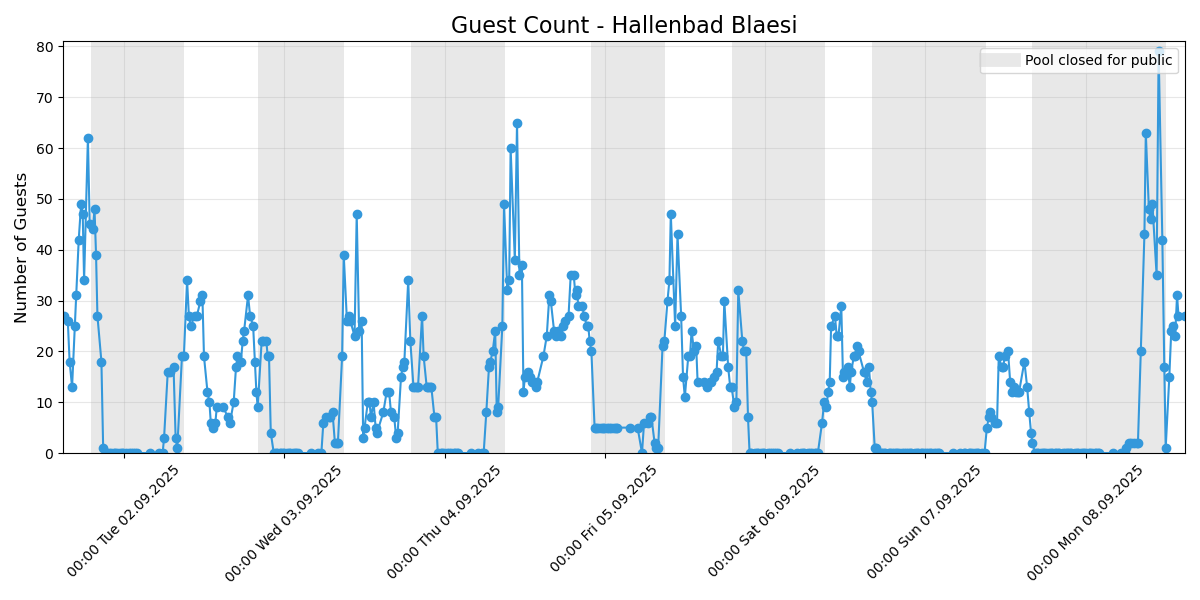 Guest Count - Hallenbad Blaesi
Pool closed for public
Number of Guests
80
70
60
50
40
30
20
10
0
00:00 Tue 02.09.2025
00:00 Wed 03.09.2025
00:00 Thu 04.09.2025
00:00 Fri 05.09.2025
00:00 Sat 06.09.2025
00:00 Sun 07.09.2025
00:00 Mon 08.09.2025